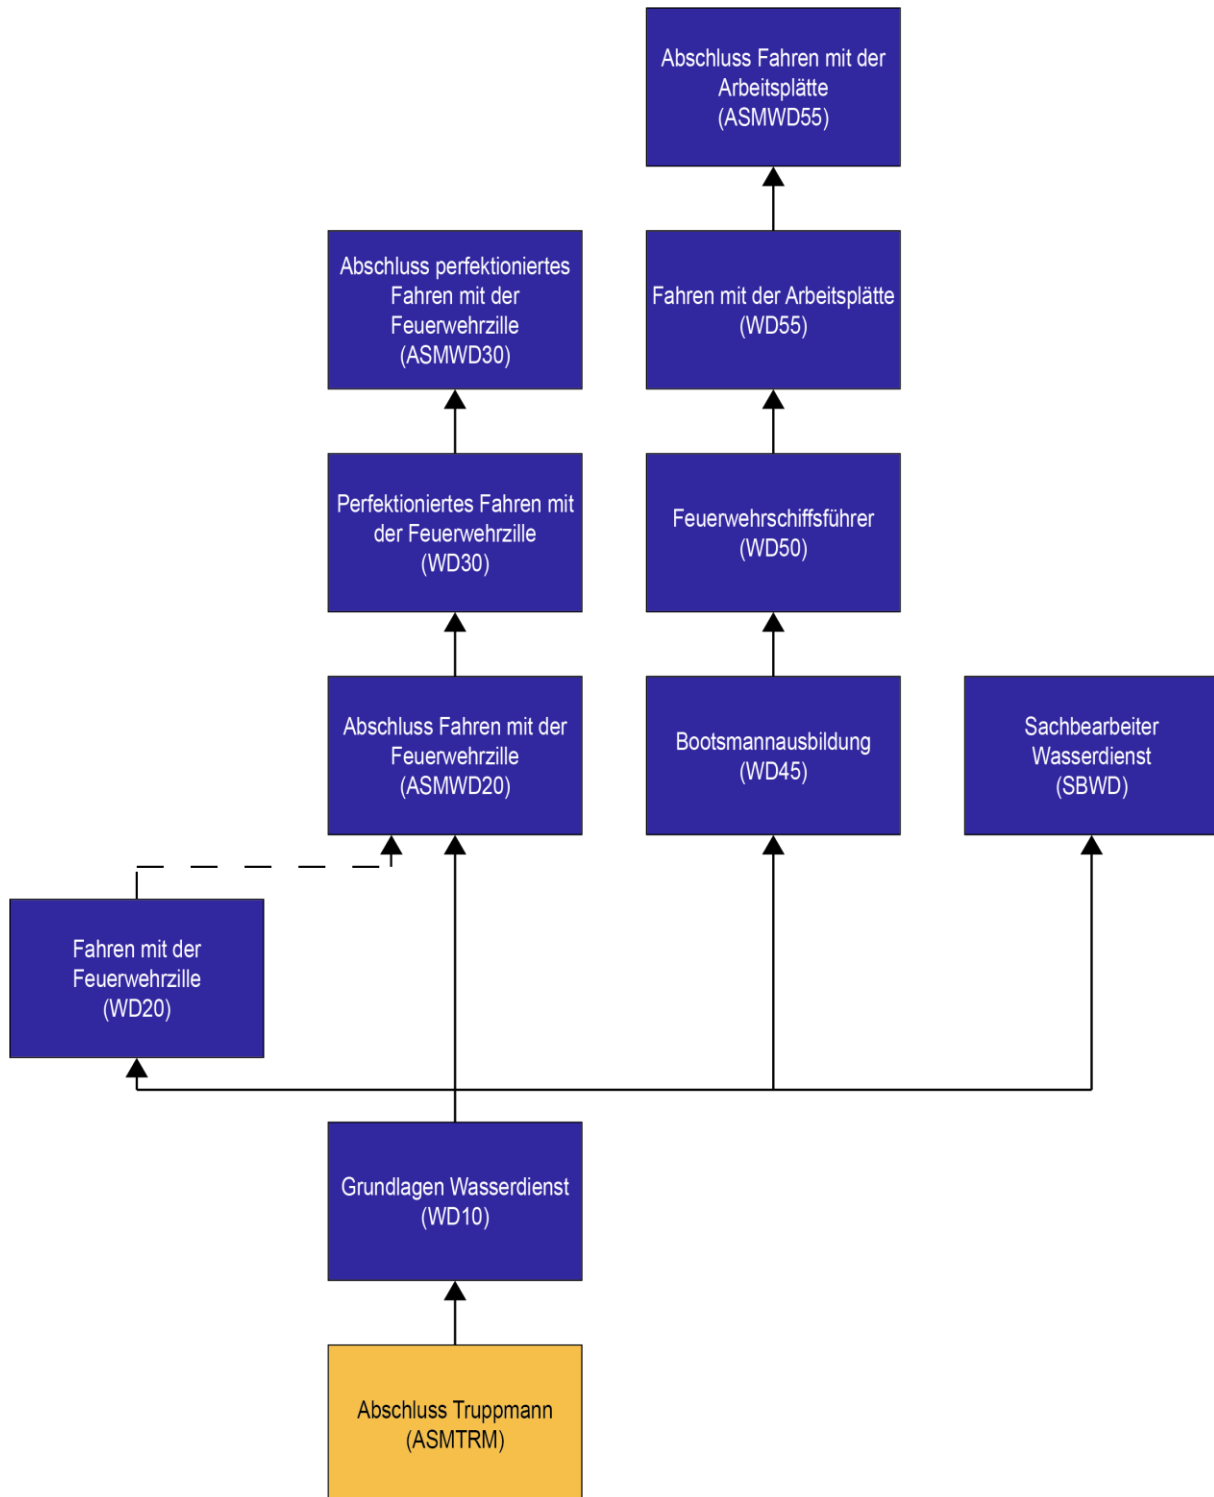 Abschluss Fahren mit der
Arbeitsplätte
(ASMWD55)
Abschluss perfektioniertes
Fahren mit der
Feuerwehrzille
(ASMWD30)
Fahren mit der Arbeitsplätte
(WD55)
Perfektioniertes Fahren mit
der Feuerwehrzille
(WD30)
Feuerwehrschiffsführer
(WD50)
Abschluss Fahren mit der
Feuerwehrzille
(ASMWD20)
Bootsmannausbildung
(WD45)
Sachbearbeiter
Wasserdienst
(SBWD)
Fahren mit der
Feuerwehrzille
(WD20)
Grundlagen Wasserdienst
(WD10)
Abschluss Truppmann
(ASMTRM)